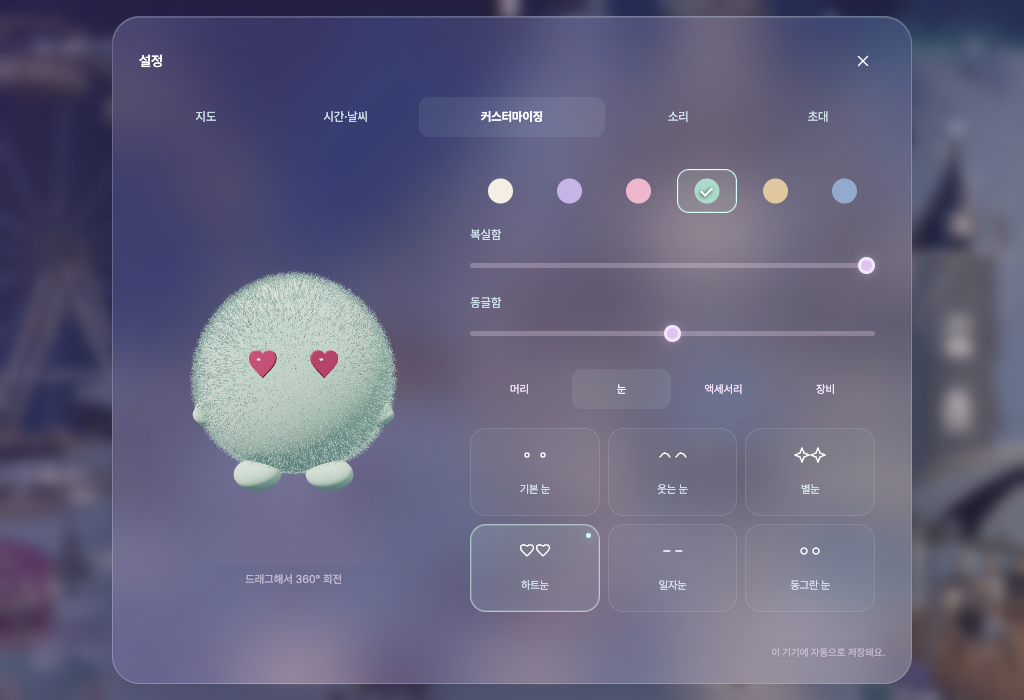 설정
지도
시간·날씨
커스터마이징
소리
초대
복실함
동글함
머리
눈
액세서리
장비
기본 눈
웃는 눈
별눈
하트눈
일자눈
동그란 눈
드래그해서 360° 회전
이 기기에 자동으로 저장돼요.